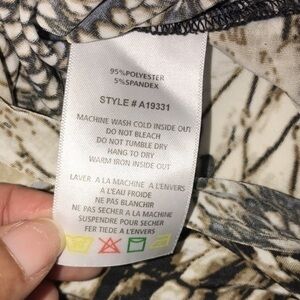 95%POLYESTER
5%SPANDEX
STYLE # A19331
MACHINE WASH COLD INSIDE OUT
DO NOT BLEACH
DO NOT TUMBLE DRY
HANG TO DRY
WARM IRON INSIDE OUT
LAVER A LA MACHINE A L'ENVERS
A L'EAU FROIDE
NE PAS BLANCHIR
NE PAS SECHER A LA MACHINE
SUSPENDRE POUR SECHER
FER TIEDE A L'ENVERS